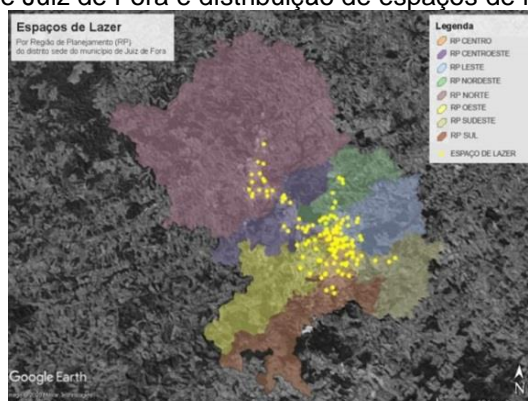 e Juiz de Fora e distribuição de espaços de l
Espaços de Lazer
Por Região de Planejamento (RP)
do distrito sede do município de Juiz de Fora
Legenda
RP CENTRO
RP CENTROESTE
RP LESTE
RP NORDESTE
RP NORTE
RP OESTE
RP SUDESTE
RP SUL
ESPAÇO DE LAZER
Google Earth
N